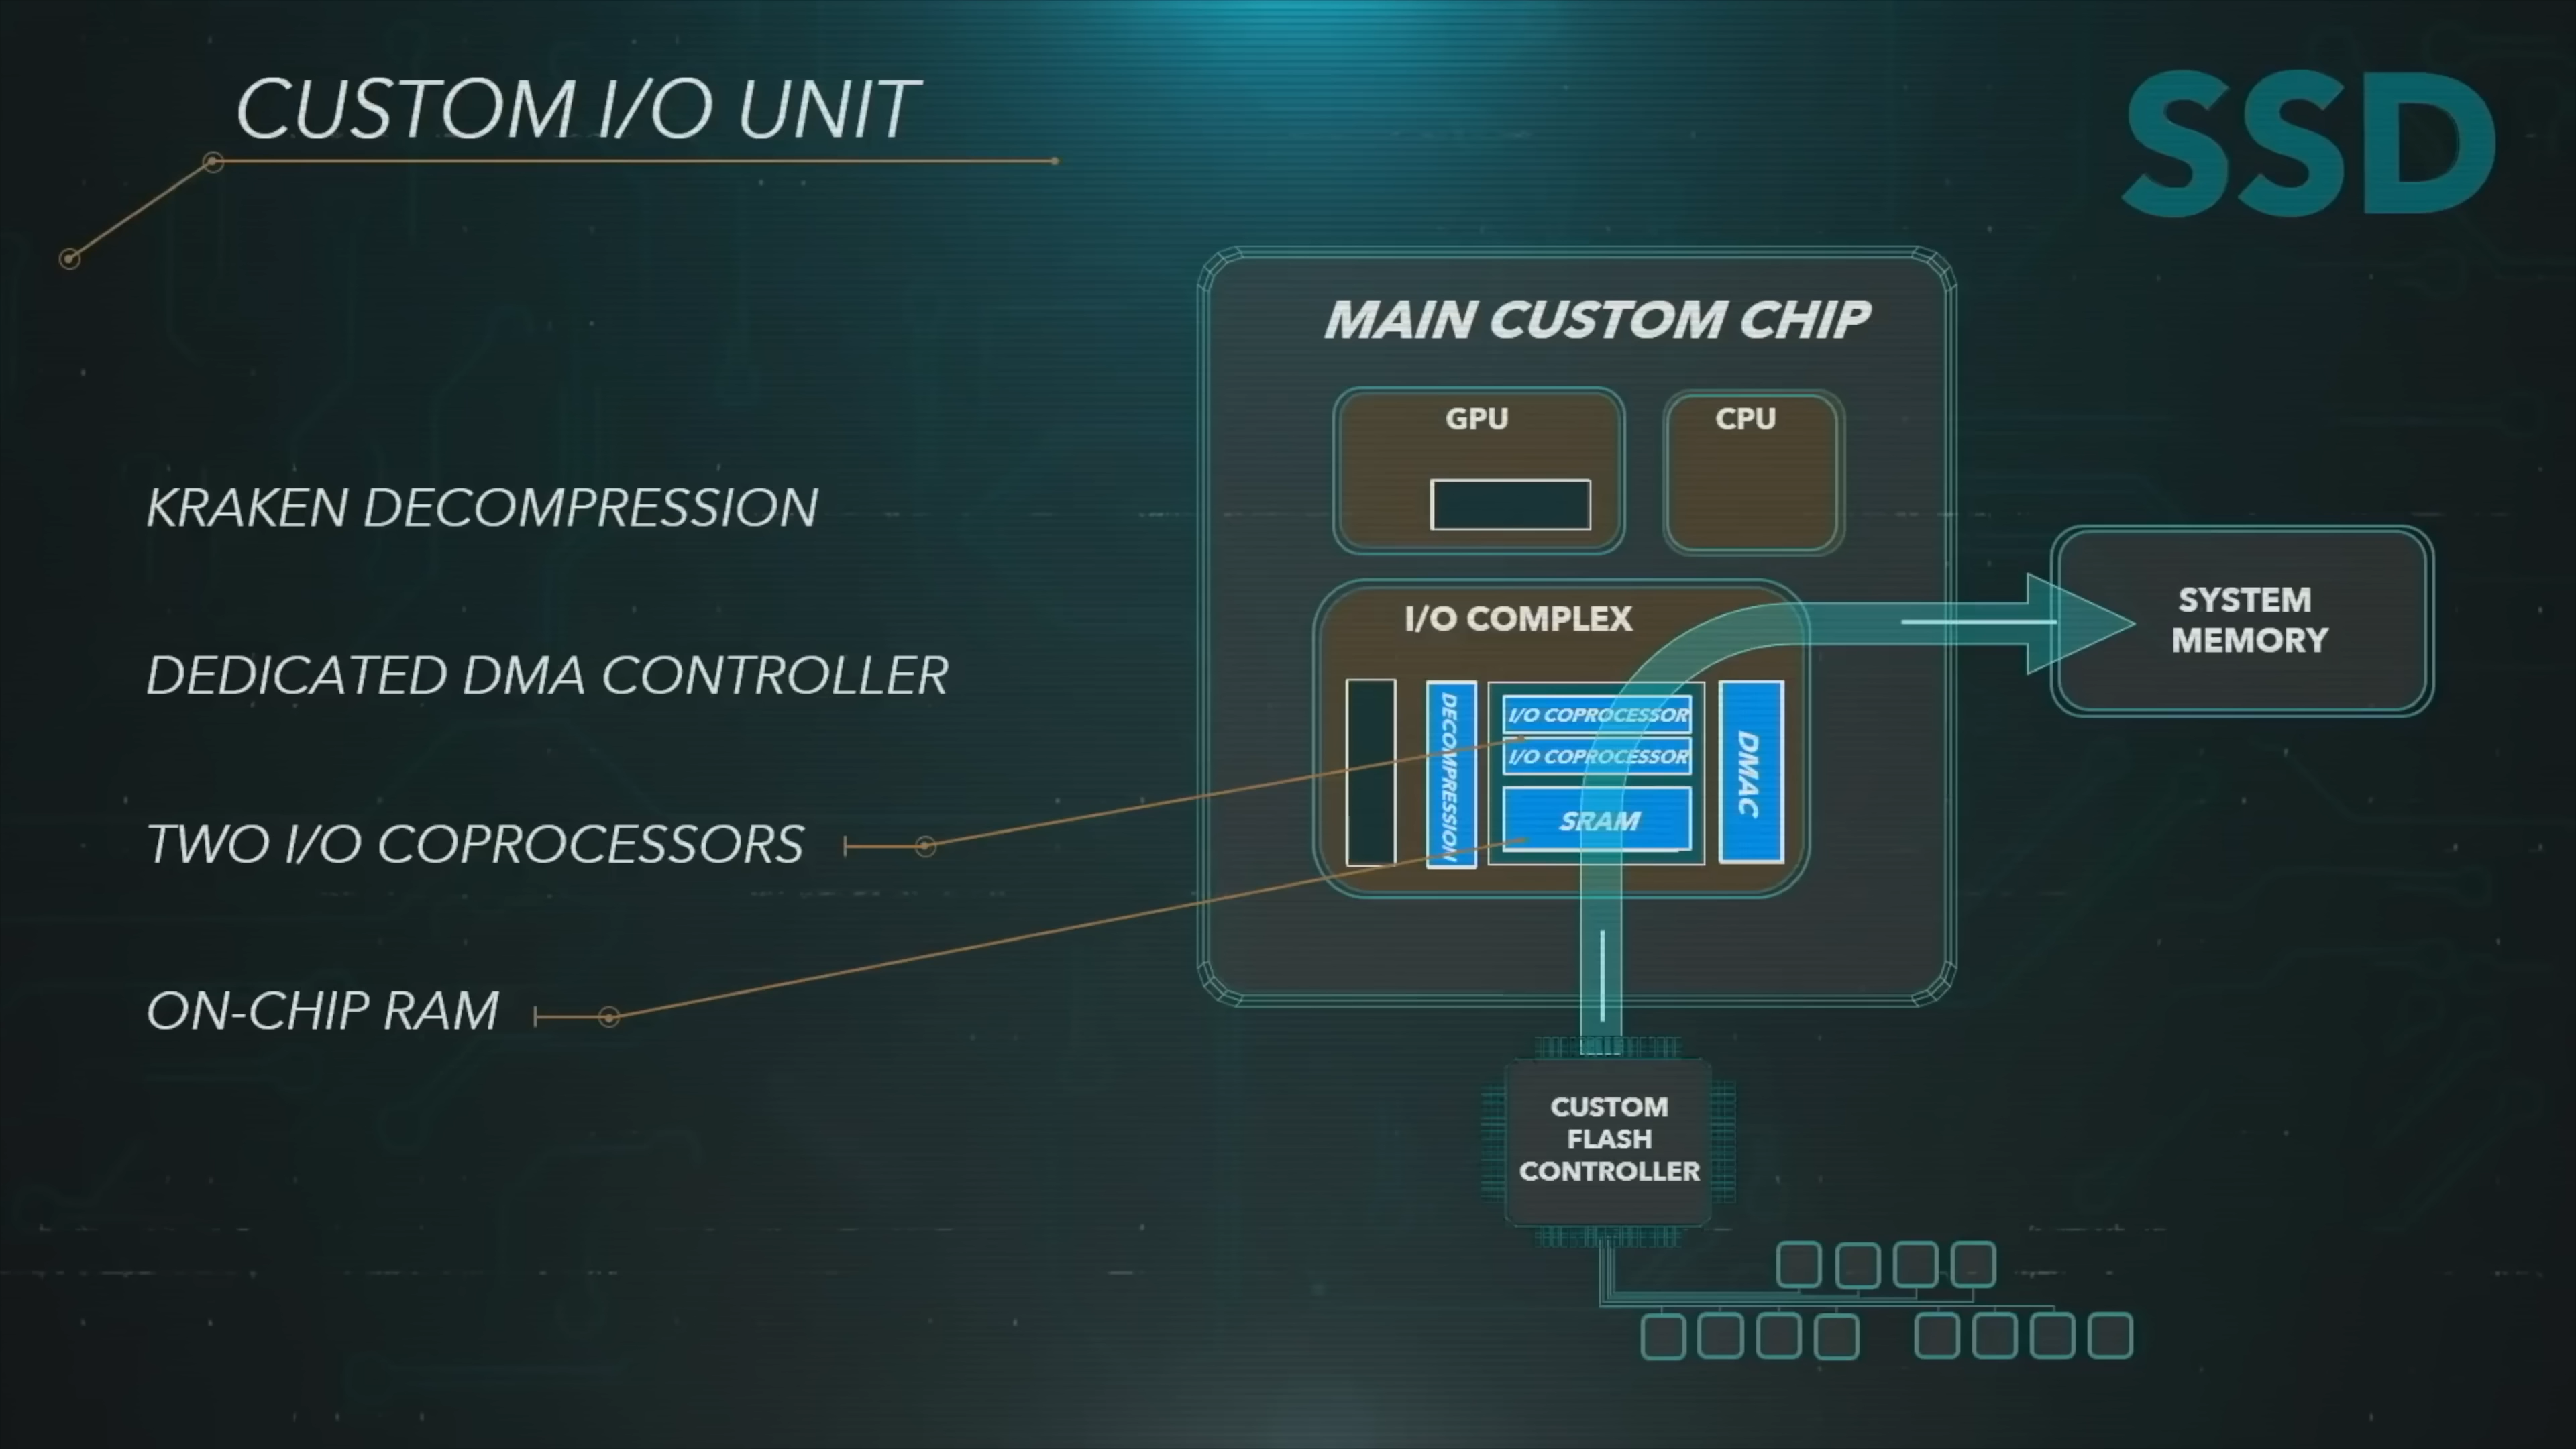 CUSTOM I/O UNIT
SSD
KRAKEN DECOMPRESSION
DEDICATED DMA CONTROLLER
TWO I/O COPROCESSORS
ON-CHIP RAM
MAIN CUSTOM CHIP
GPU
CPU
I/O COMPLEX
DECOMPRESSION
I/O COPROCESSOR
I/O COPROCESSOR
SRAM
DMAC
SYSTEM
MEMORY
CUSTOM
FLASH
CONTROLLER